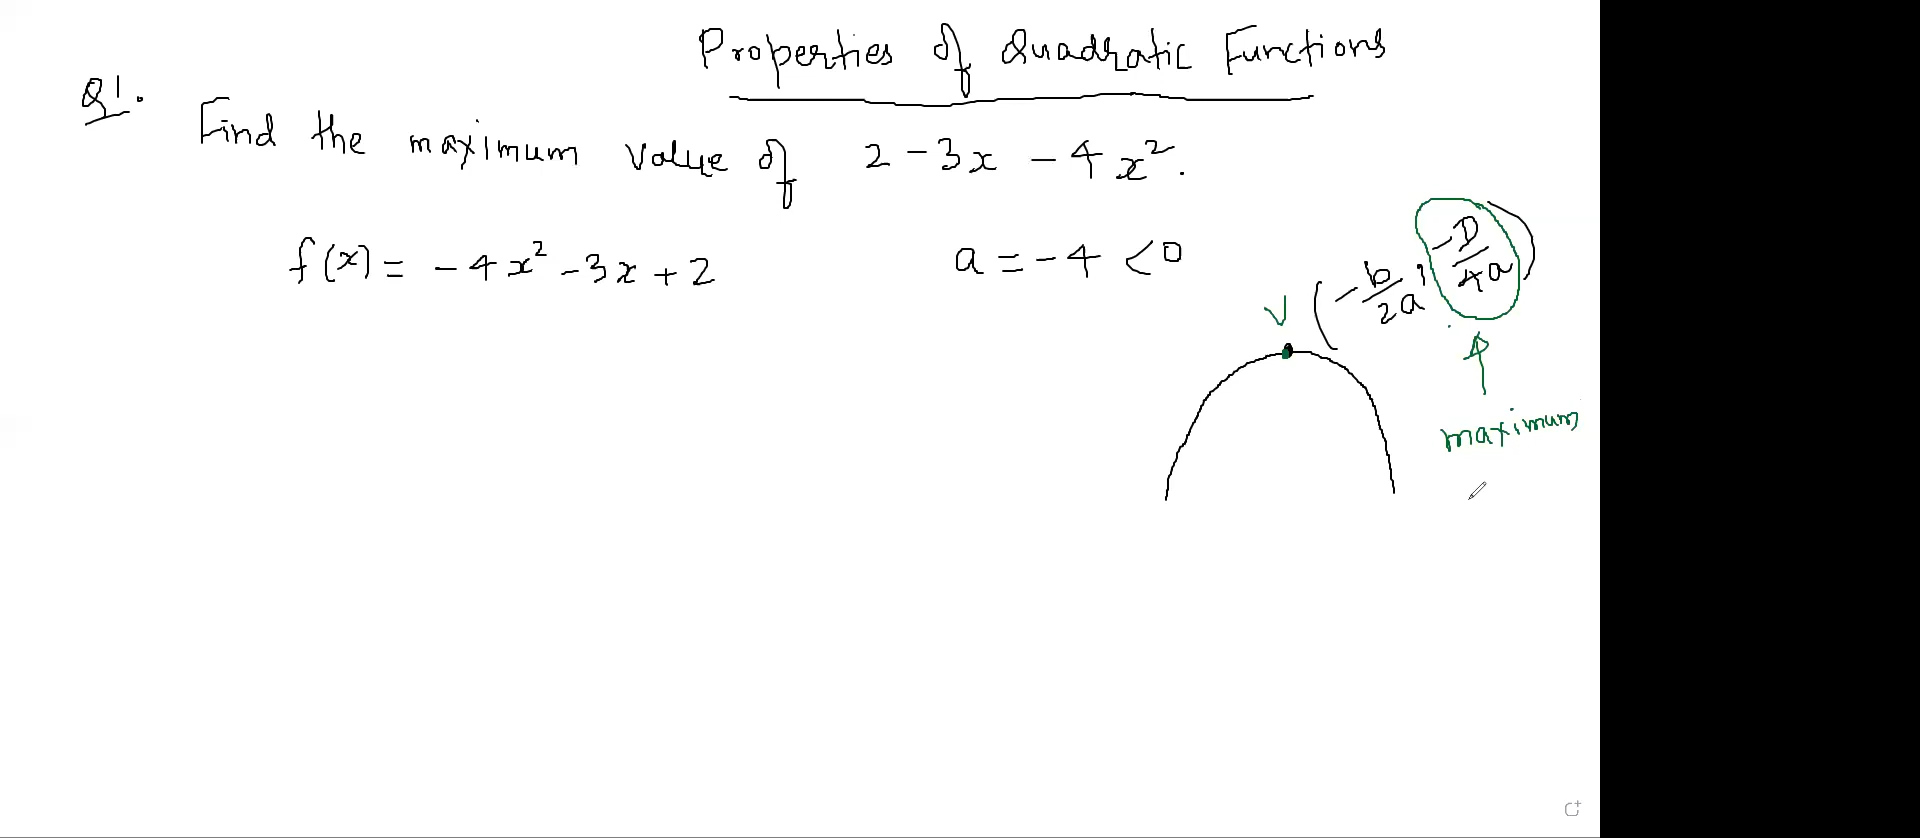 Properties of Quadratic Functions
Q1.
Find the maximum value of 2 - 3x - 4x².
f(x) = -4x² - 3x + 2
a = -4 < 0
(-b/2a, -D/4a)
V
maximum